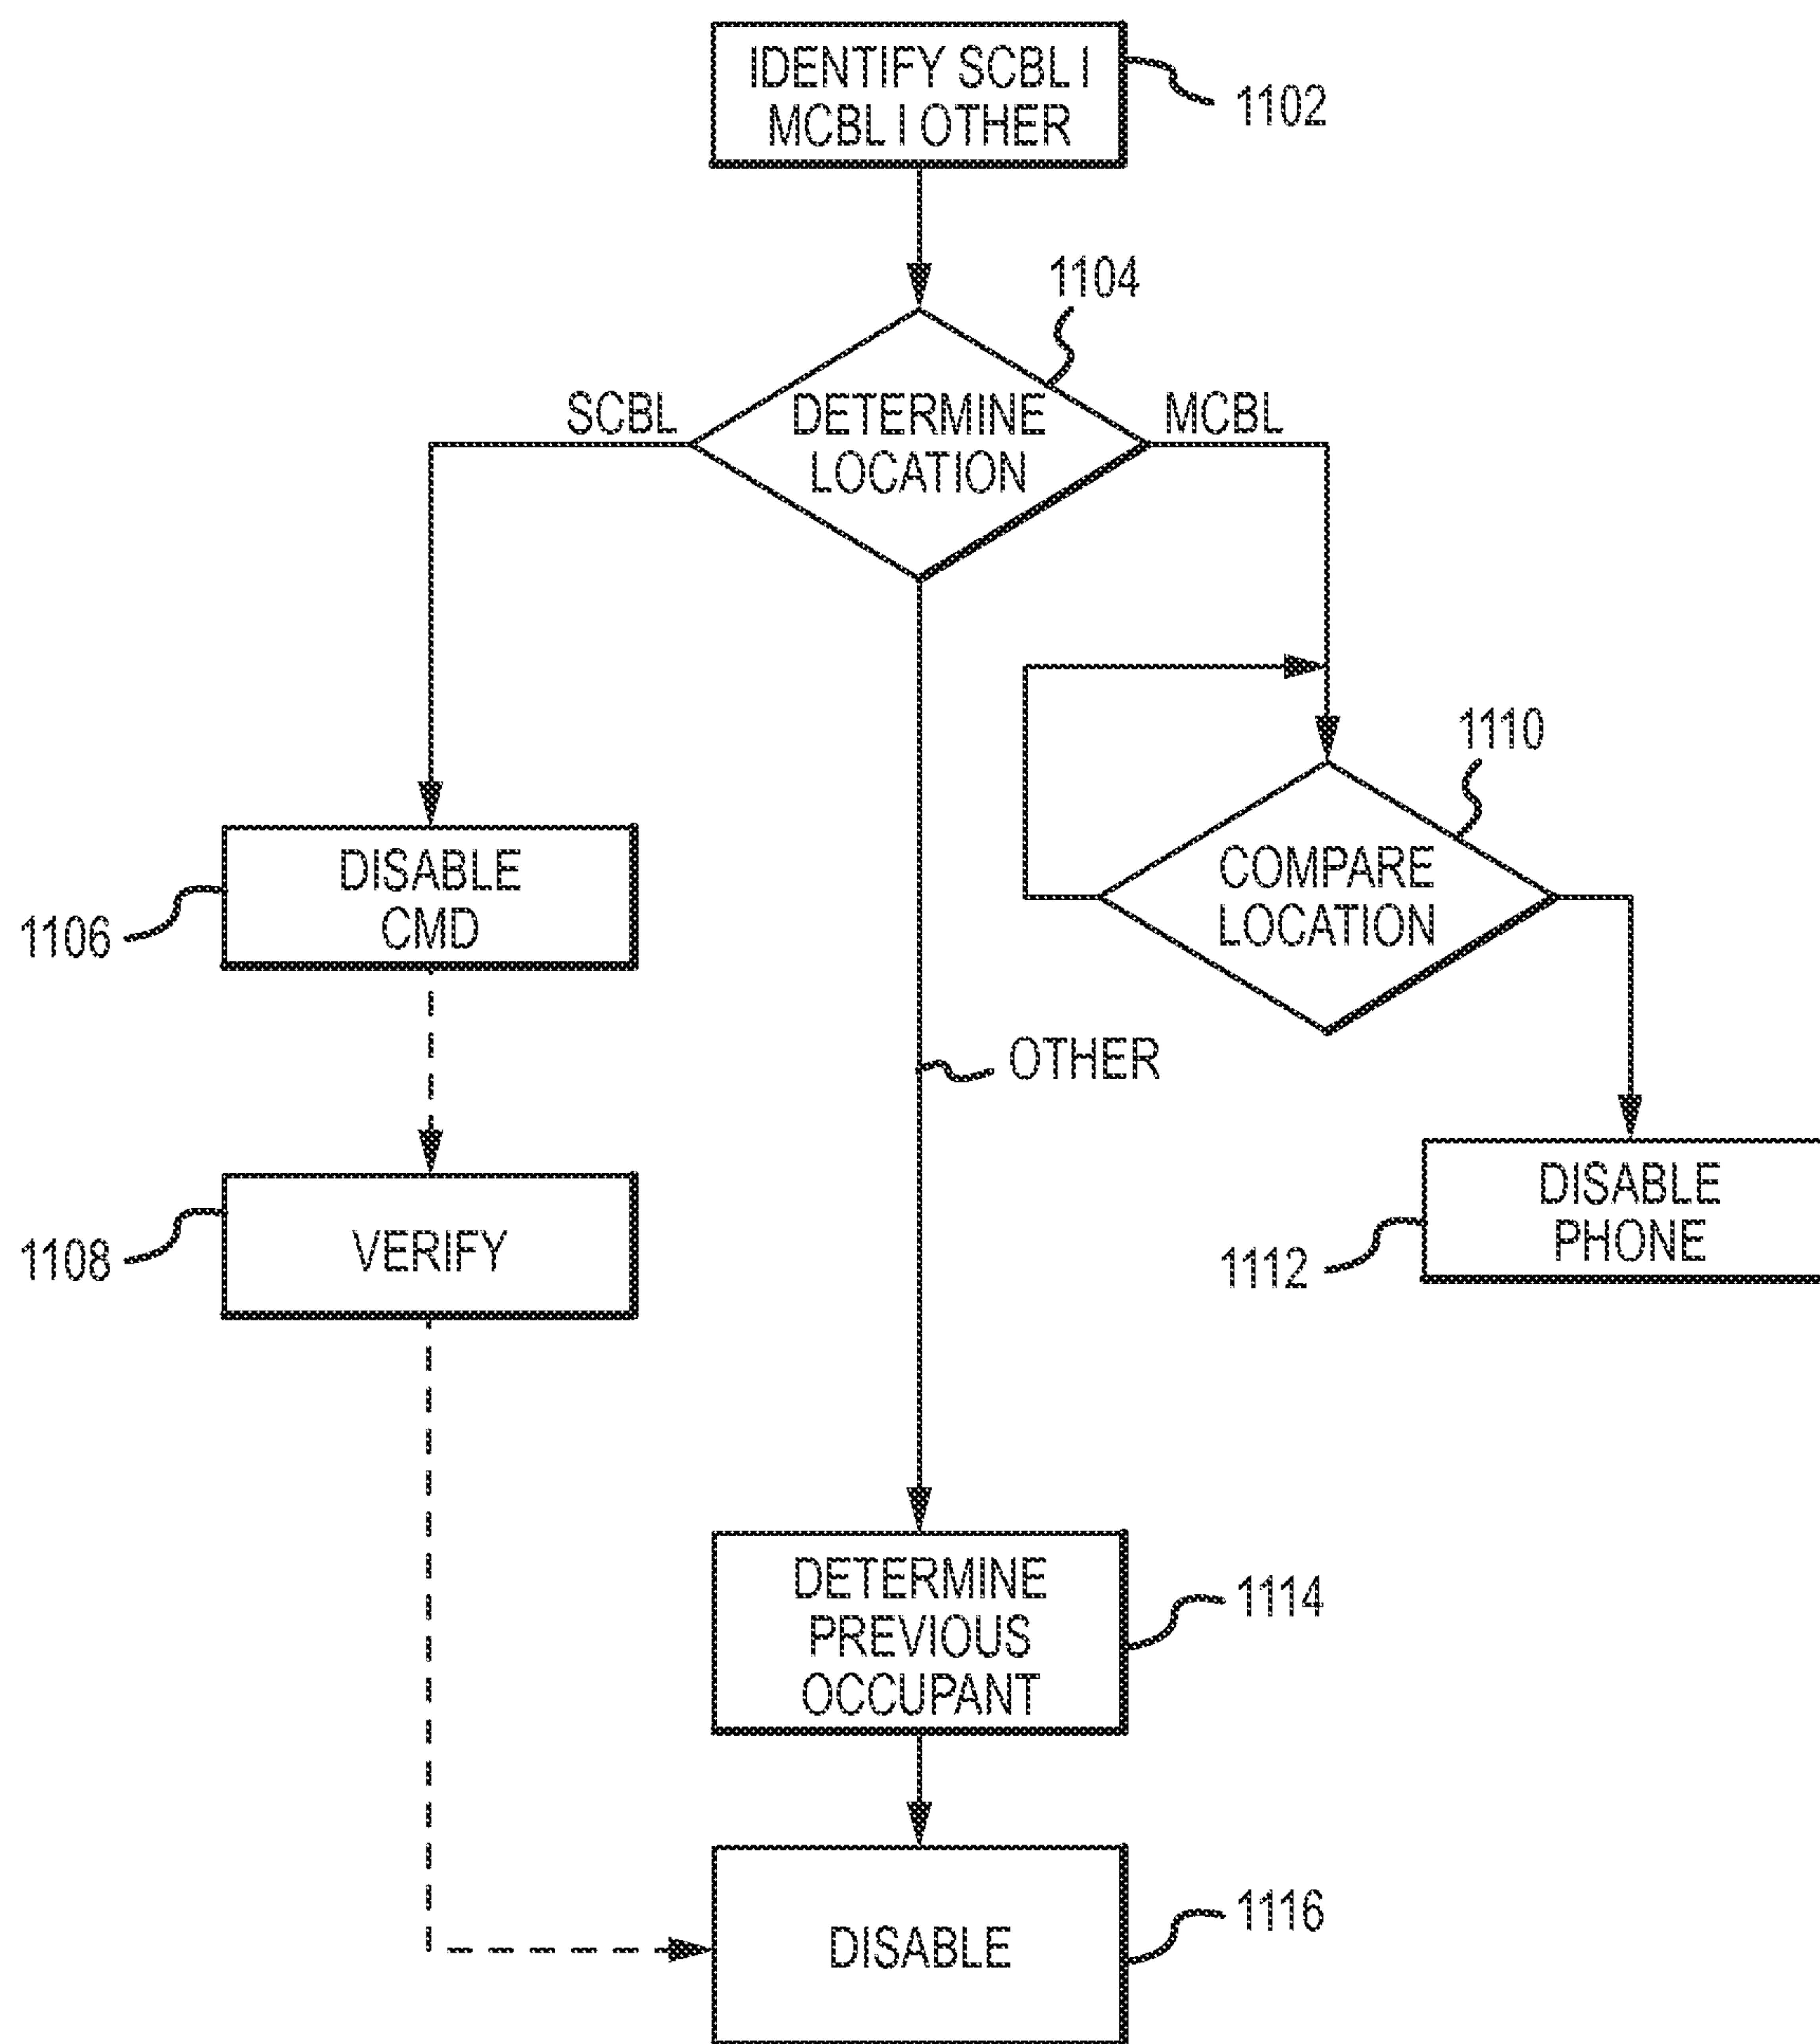 IDENTIFY SCBL I
MCBL I OTHER
1102
1104
SCBL
DETERMINE
LOCATION
MCBL
1110
COMPARE
LOCATION
DISABLE
CMD
1106
OTHER
DISABLE
PHONE
1112
VERIFY
1108
DETERMINE
PREVIOUS
OCCUPANT
1114
DISABLE
1116